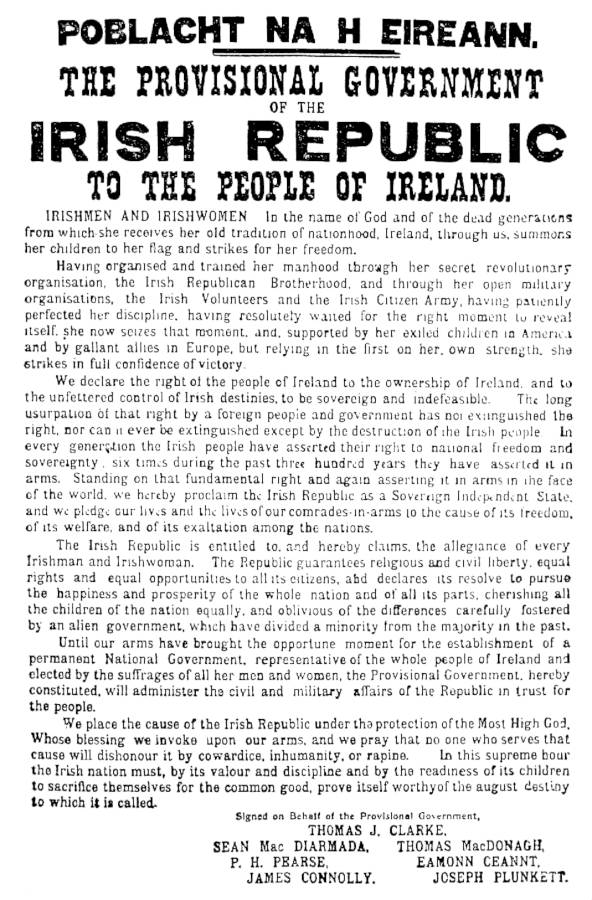 POBLACHT NA H EIREANN.
THE PROVISIONAL GOVERNMENT
OF THE
IRISH REPUBLIC
TO THE PEOPLE OF IRELAND.
IRISHMEN AND IRISHWOMEN In the name of God and of the dead generations
from which she receives her old tradition of nationhood, Ireland, through us, summons
her children to her flag and strikes for her freedom.
Having organised and trained her manhood through her secret revolutionary
organisation, the Irish Republican Brotherhood, and through her open military
organisations, the Irish Volunteers and the Irish Citizen Army, having patiently
perfected her discipline, having resolutely waited for the right moment to reveal
itself, she now seizes that moment, and, supported by her exiled children in America
and by gallant allies in Europe, but relying in the first on her own strength, she
strikes in full confidence of victory.
We declare the right of the people of Ireland to the ownership of Ireland, and to
the unfettered control of Irish destinies, to be sovereign and indefeasible. The long
usurpation of that right by a foreign people and government has not extinguished the
right, nor can it ever be extinguished except by the destruction of the Irish people. In
every generation the Irish people have asserted their right to national freedom and
sovereignty, six times during the past three hundred years they have asserted it in
arms. Standing on that fundamental right and again asserting it in arms in the face
of the world, we hereby proclaim the Irish Republic as a Sovereign Independent State,
and we pledge our lives and the lives of our comrades-in-arms to the cause of its freedom,
of its welfare, and of its exaltation among the nations.
The Irish Republic is entitled to, and hereby claims, the allegiance of every
Irishman and Irishwoman. The Republic guarantees religious and civil liberty, equal
rights and equal opportunities to all its citizens, and declares its resolve to pursue
the happiness and prosperity of the whole nation and of all its parts, cherishing all
the children of the nation equally, and oblivious of the differences carefully fostered
by an alien government, which have divided a minority from the majority in the past.
Until our arms have brought the opportune moment for the establishment of a
permanent National Government, representative of the whole people of Ireland and
elected by the suffrages of all her men and women, the Provisional Government, hereby
constituted, will administer the civil and military affairs of the Republic in trust for
the people.
We place the cause of the Irish Republic under the protection of the Most High God,
Whose blessing we invoke upon our arms, and we pray that no one who serves that
cause will dishonour it by cowardice, inhumanity, or rapine. In this supreme hour
the Irish nation must, by its valour and discipline and by the readiness of its children
to sacrifice themselves for the common good, prove itself worthy of the august destiny
to which it is called.
Signed on Behalf of the Provisional Government,
THOMAS J. CLARKE,
SEAN Mac DIARMADA, THOMAS MacDONAGH,
P. H. PEARSE, EAMONN CEANNT,
JAMES CONNOLLY. JOSEPH PLUNKETT.